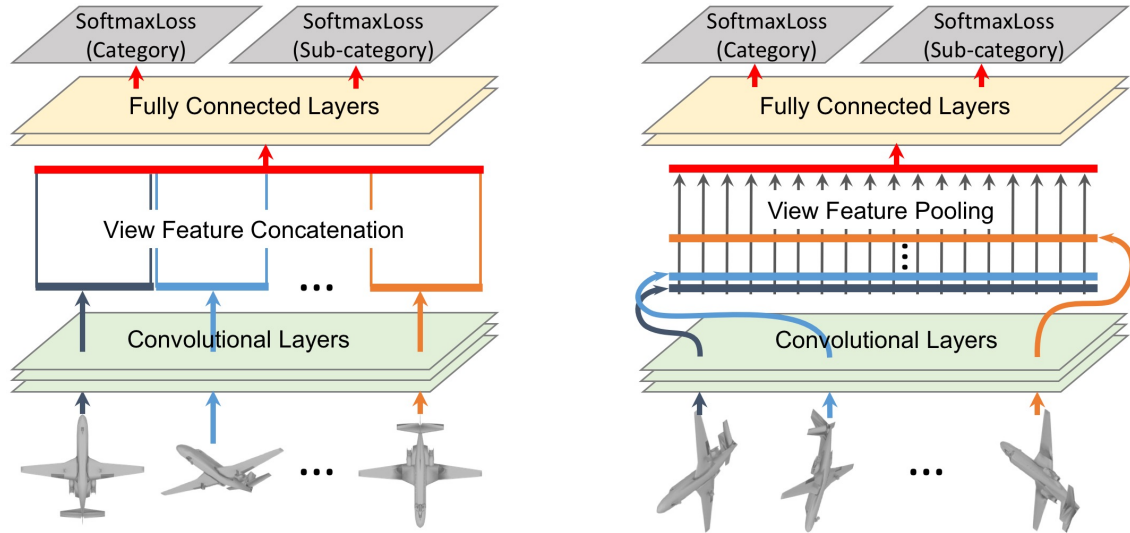 SoftmaxLoss
(Category)
SoftmaxLoss
(Sub-category)
Fully Connected Layers
View Feature Concatenation
...
Convolutional Layers
...
SoftmaxLoss
(Category)
SoftmaxLoss
(Sub-category)
Fully Connected Layers
View Feature Pooling
...
Convolutional Layers
...